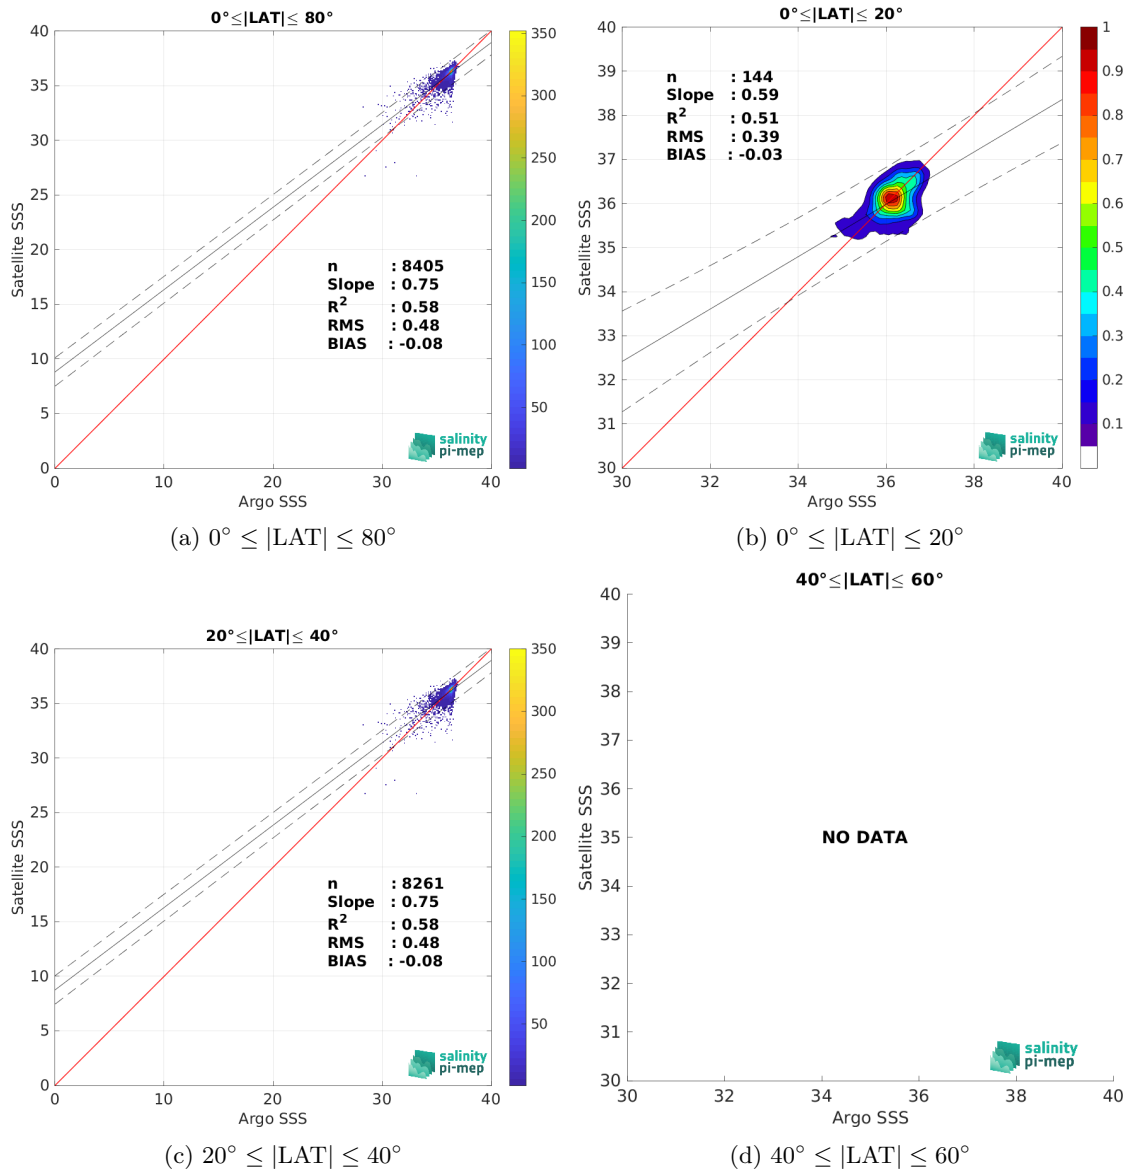 0°≤|LAT|≤ 80°
40
35
30
25
20
15
10
5
0
Satellite SSS
n : 8405
Slope : 0.75
R2 : 0.58
RMS : 0.48
BIAS : -0.08
salinity
pi-mep
0 10 20 30 40
Argo SSS
350
300
250
200
150
100
50
(a) 0° ≤ |LAT| ≤ 80°
0°≤|LAT|≤ 20°
40
39
38
37
36
35
34
33
32
31
30
Satellite SSS
n : 144
Slope : 0.59
R2 : 0.51
RMS : 0.39
BIAS : -0.03
salinity
pi-mep
30 32 34 36 38 40
Argo SSS
1
0.9
0.8
0.7
0.6
0.5
0.4
0.3
0.2
0.1
(b) 0° ≤ |LAT| ≤ 20°
20°≤|LAT|≤ 40°
40
35
30
25
20
15
10
5
0
Satellite SSS
n : 8261
Slope : 0.75
R2 : 0.58
RMS : 0.48
BIAS : -0.08
salinity
pi-mep
0 10 20 30 40
Argo SSS
350
300
250
200
150
100
50
(c) 20° ≤ |LAT| ≤ 40°
40°≤|LAT|≤ 60°
40
39
38
37
36
35
34
33
32
31
30
Satellite SSS
NO DATA
salinity
pi-mep
30 32 34 36 38 40
Argo SSS
(d) 40° ≤ |LAT| ≤ 60°